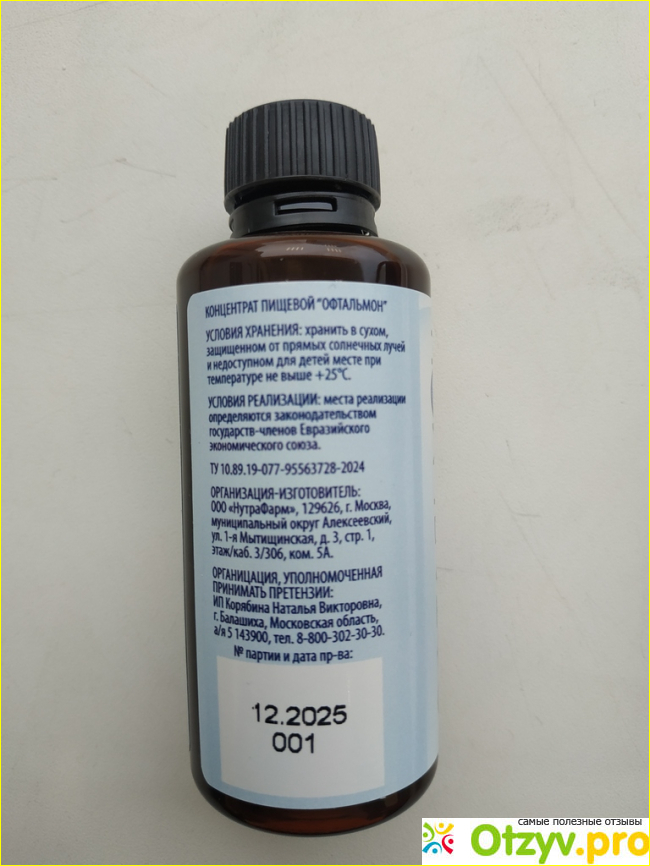 КОНЦЕНТРАТ ПИЩЕВОЙ "ОФТАЛЬМОН"
УСЛОВИЯ ХРАНЕНИЯ: хранить в сухом,
защищенном от прямых солнечных лучей
и недоступном для детей месте при
температуре не выше +25°С.
УСЛОВИЯ РЕАЛИЗАЦИИ: места реализации
определяются законодательством
государств-членов Евразийского
экономического союза.
ТУ 10.89.19-077-95563728-2024
ОРГАНИЗАЦИЯ-ИЗГОТОВИТЕЛЬ:
ООО «НутраФарм», 129626, г. Москва,
муниципальный округ Алексеевский,
ул. 1-я Мытищинская, д. 3, стр. 1,
этаж/каб. 3/306, ком. 5А.
ОРГАНИЦАЦИЯ, УПОЛНОМОЧЕННАЯ
ПРИНИМАТЬ ПРЕТЕНЗИИ:
ИП Корябина Наталья Викторовна,
г. Балашиха, Московская область,
а/я 5 143900, тел. 8-800-302-30-30.
№ партии и дата пр-ва:
12.2025
001
самые полезные отзывы
Otzyv.pro